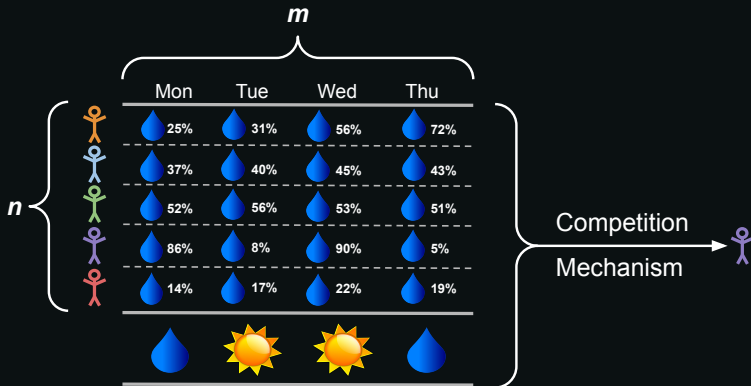 m
Mon Tue Wed Thu
25% 31% 56% 72%
37% 40% 45% 43%
n
52% 56% 53% 51%
Competition
Mechanism
86% 8% 90% 5%
14% 17% 22% 19%